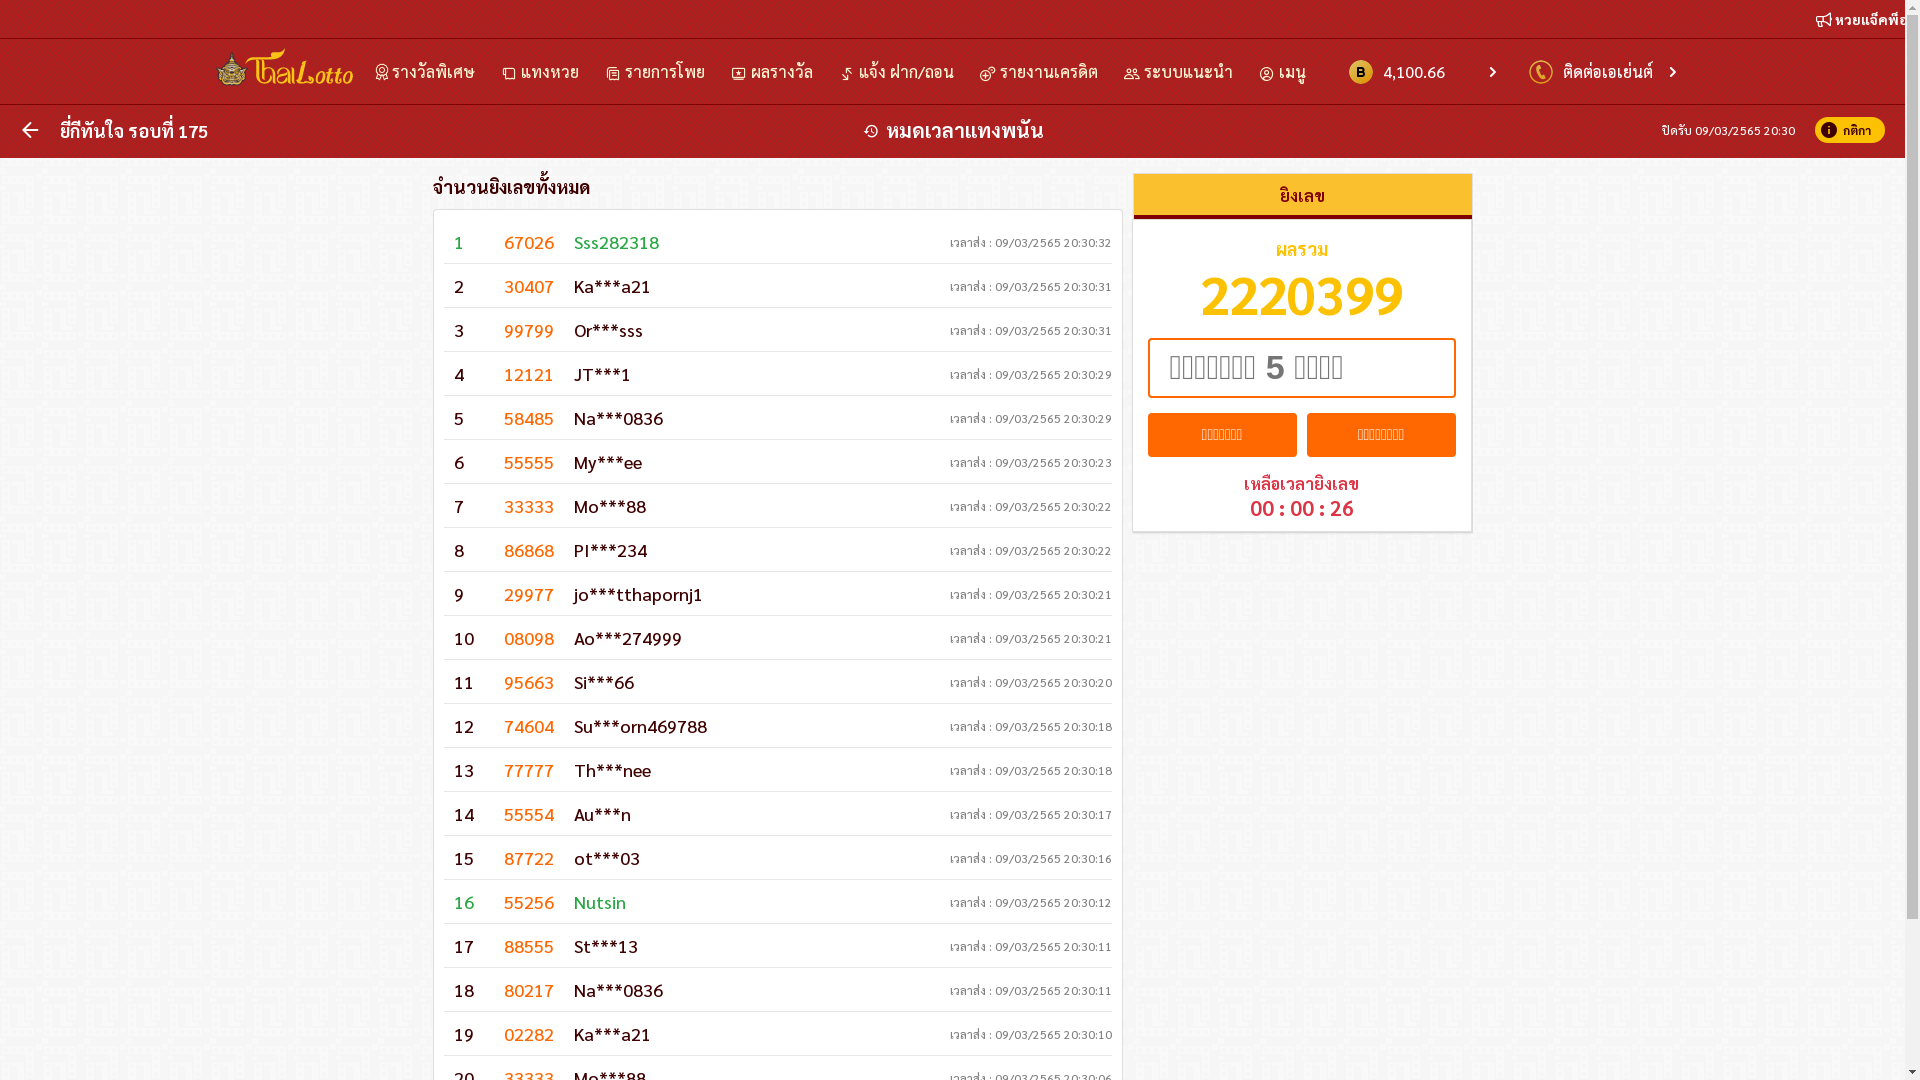 หวยแจ็คพ็อ
ไทยLotto รางวัลพิเศษ แทงหวย รายการโพย ผลรางวัล แจ้ง ฝาก/ถอน รายงานเครดิต ระบบแนะนำ เมนู B 4,100.66 ติดต่อเอเย่นต์
ยี่กีทันใจ รอบที่ 175 หมดเวลาแทงพนัน ปิดรับ 09/03/2565 20:30 กติกา
จำนวนยิงเลขทั้งหมด
1 67026 Sss282318 เวลาส่ง : 09/03/2565 20:30:32
2 30407 Ka***a21 เวลาส่ง : 09/03/2565 20:30:31
3 99799 Or***sss เวลาส่ง : 09/03/2565 20:30:31
4 12121 JT***1 เวลาส่ง : 09/03/2565 20:30:29
5 58485 Na***0836 เวลาส่ง : 09/03/2565 20:30:29
6 55555 My***ee เวลาส่ง : 09/03/2565 20:30:23
7 33333 Mo***88 เวลาส่ง : 09/03/2565 20:30:22
8 86868 PI***234 เวลาส่ง : 09/03/2565 20:30:22
9 29977 jo***tthapornj1 เวลาส่ง : 09/03/2565 20:30:21
10 08098 Ao***274999 เวลาส่ง : 09/03/2565 20:30:21
11 95663 Si***66 เวลาส่ง : 09/03/2565 20:30:20
12 74604 Su***orn469788 เวลาส่ง : 09/03/2565 20:30:18
13 77777 Th***nee เวลาส่ง : 09/03/2565 20:30:18
14 55554 Au***n เวลาส่ง : 09/03/2565 20:30:17
15 87722 ot***03 เวลาส่ง : 09/03/2565 20:30:16
16 55256 Nutsin เวลาส่ง : 09/03/2565 20:30:12
17 88555 St***13 เวลาส่ง : 09/03/2565 20:30:11
18 80217 Na***0836 เวลาส่ง : 09/03/2565 20:30:11
19 02282 Ka***a21 เวลาส่ง : 09/03/2565 20:30:10
20 33333 Mo***88 เวลาส่ง : 09/03/2565 20:30:06
ยิงเลข
ผลรวม
2220399
5
เหลือเวลายิงเลข
00 : 00 : 26